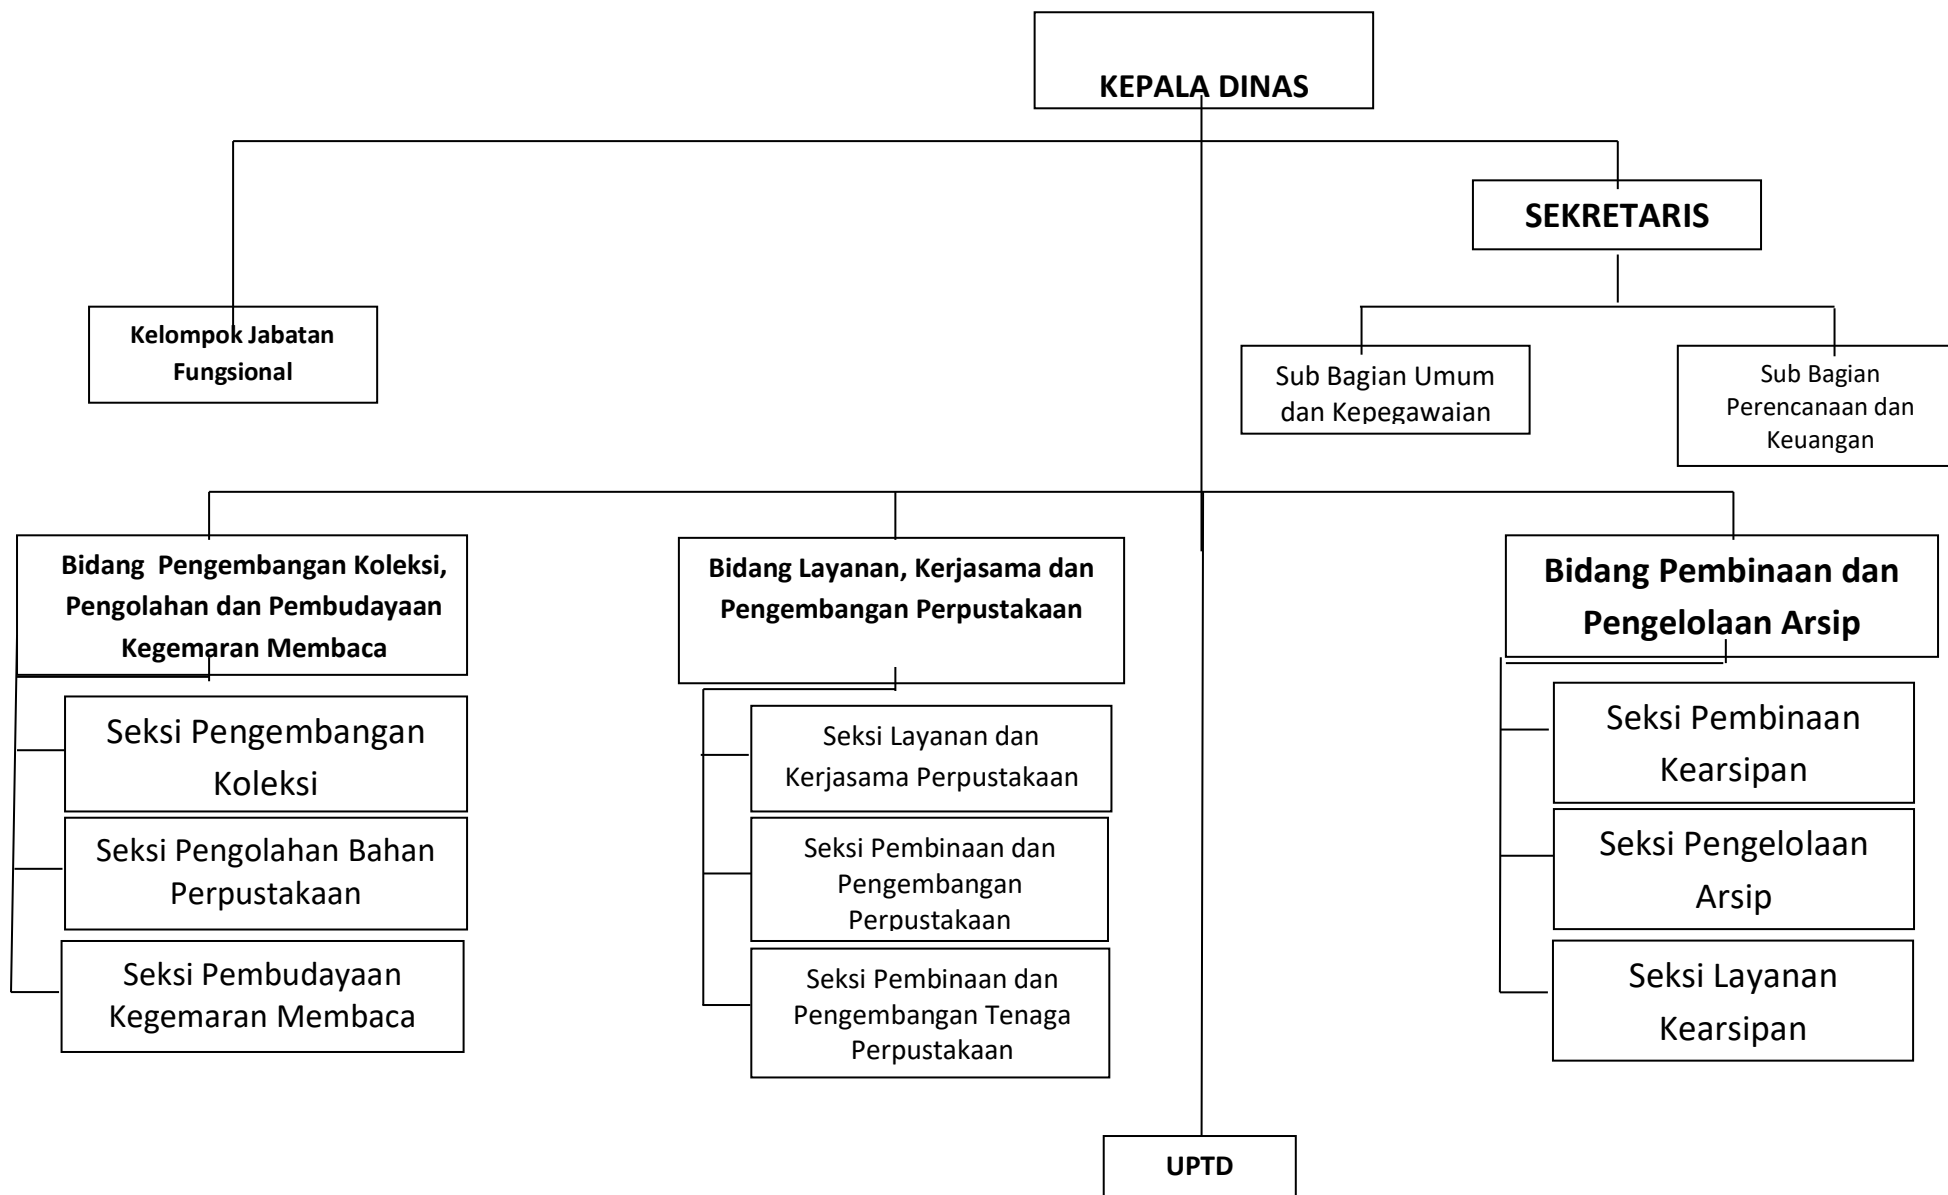 KEPALA DINAS
SEKRETARIS
Kelompok Jabatan
Fungsional
Sub Bagian Umum
dan Kepegawaian
Sub Bagian
Perencanaan dan
Keuangan
Bidang Pengembangan Koleksi,
Pengolahan dan Pembudayaan
Kegemaran Membaca
Bidang Layanan, Kerjasama dan
Pengembangan Perpustakaan
Bidang Pembinaan dan
Pengelolaan Arsip
Seksi Pengembangan
Koleksi
Seksi Pengolahan Bahan
Perpustakaan
Seksi Pembudayaan
Kegemaran Membaca
Seksi Layanan dan
Kerjasama Perpustakaan
Seksi Pembinaan dan
Pengembangan
Perpustakaan
Seksi Pembinaan dan
Pengembangan Tenaga
Perpustakaan
Seksi Pembinaan
Kearsipan
Seksi Pengelolaan
Arsip
Seksi Layanan
Kearsipan
UPTD